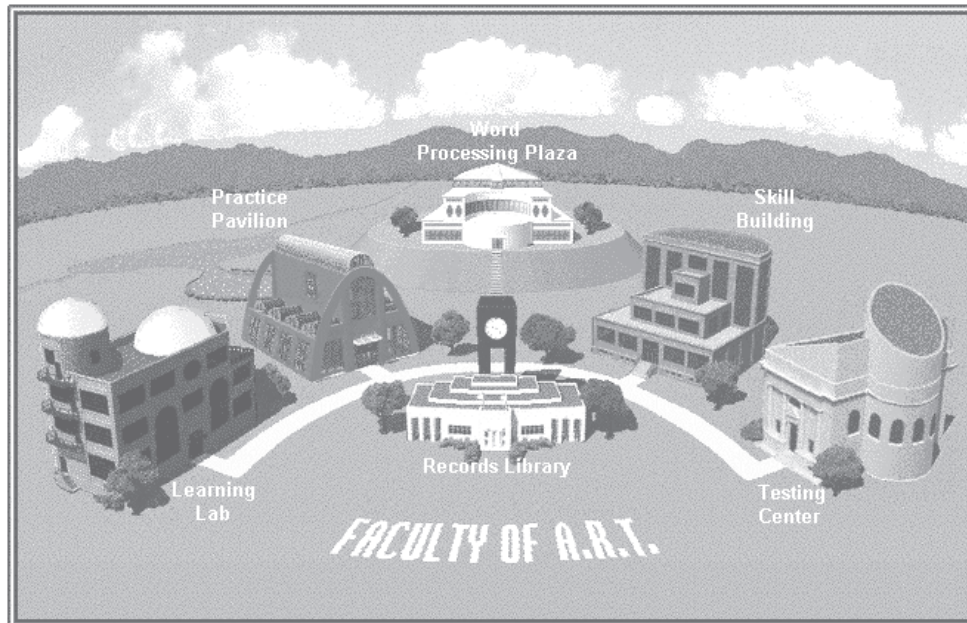 Word
Processing Plaza
Practice
Pavilion
Skill
Building
Records Library
Learning
Lab
Testing
Center
FACULTY OF A.R.T.